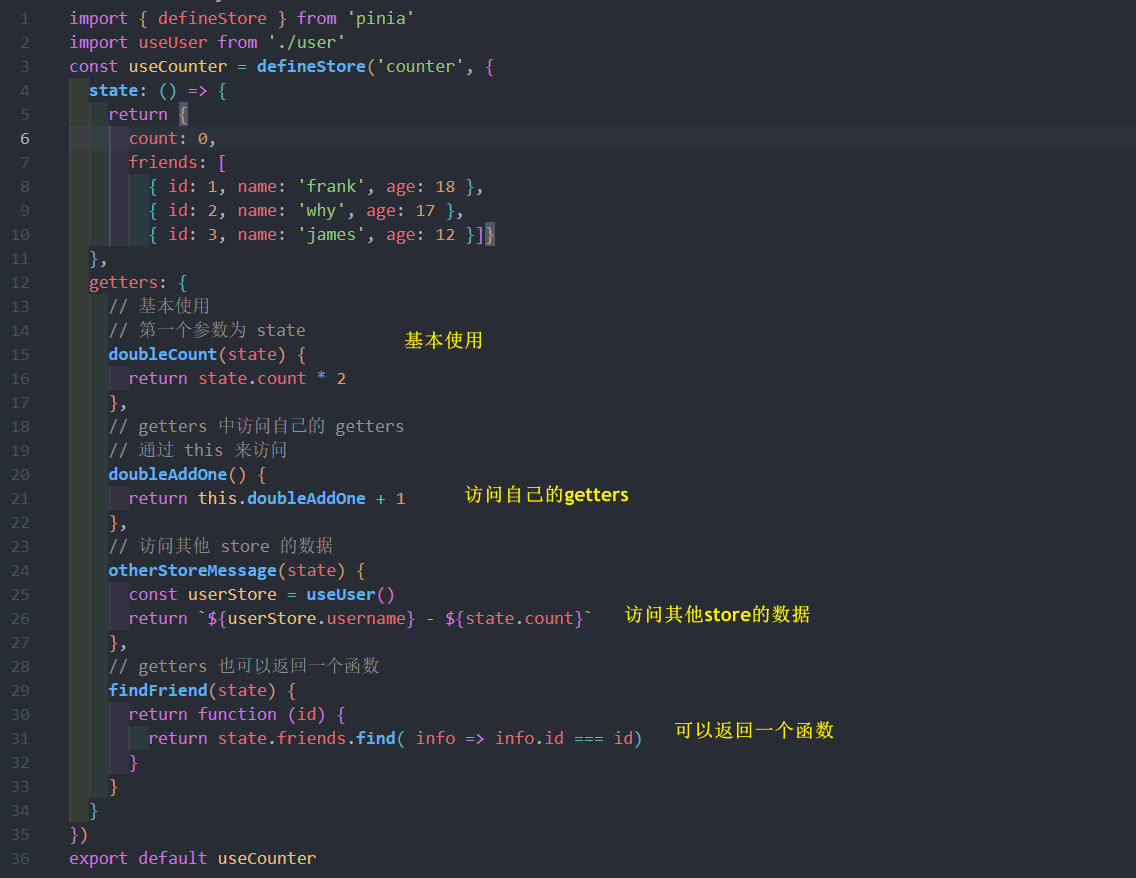 1 import { defineStore } from 'pinia'
2 import useUser from './user'
3 const useCounter = defineStore('counter', {
4 state: () => {
5 return {
6 count: 0,
7 friends: [
8 { id: 1, name: 'frank', age: 18 },
9 { id: 2, name: 'why', age: 17 },
10 { id: 3, name: 'james', age: 12 }]}
11 },
12 getters: {
13 // 基本使用
14 // 第一个参数为 state
基本使用
15 doubleCount(state) {
16 return state.count * 2
17 },
18 // getters 中访问自己的 getters
19 // 通过 this 来访问
20 doubleAddOne() {
21 return this.doubleAddOne + 1 访问自己的getters
22 },
23 // 访问其他 store 的数据
24 otherStoreMessage(state) {
25 const userStore = useUser()
26 return `${userStore.username} - ${state.count}` 访问其他store的数据
27 },
28 // getters 也可以返回一个函数
29 findFriend(state) {
30 return function (id) {
31 return state.friends.find( info => info.id === id) 可以返回一个函数
32 }
33 }
34 }
35 })
36 export default useCounter